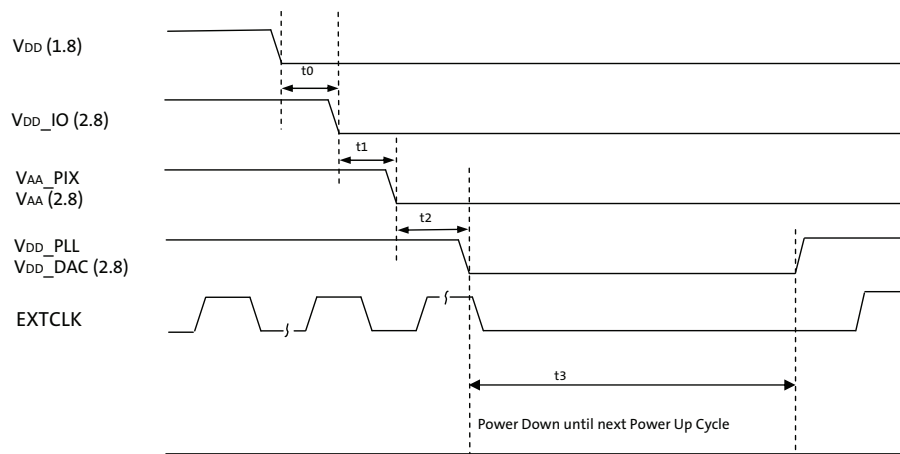 VDD (1.8)
t0
VDD_IO (2.8)
t1
VAA_PIX
VAA (2.8)
t2
VDD_PLL
VDD_DAC (2.8)
EXTCLK
t3
Power Down until next Power Up Cycle